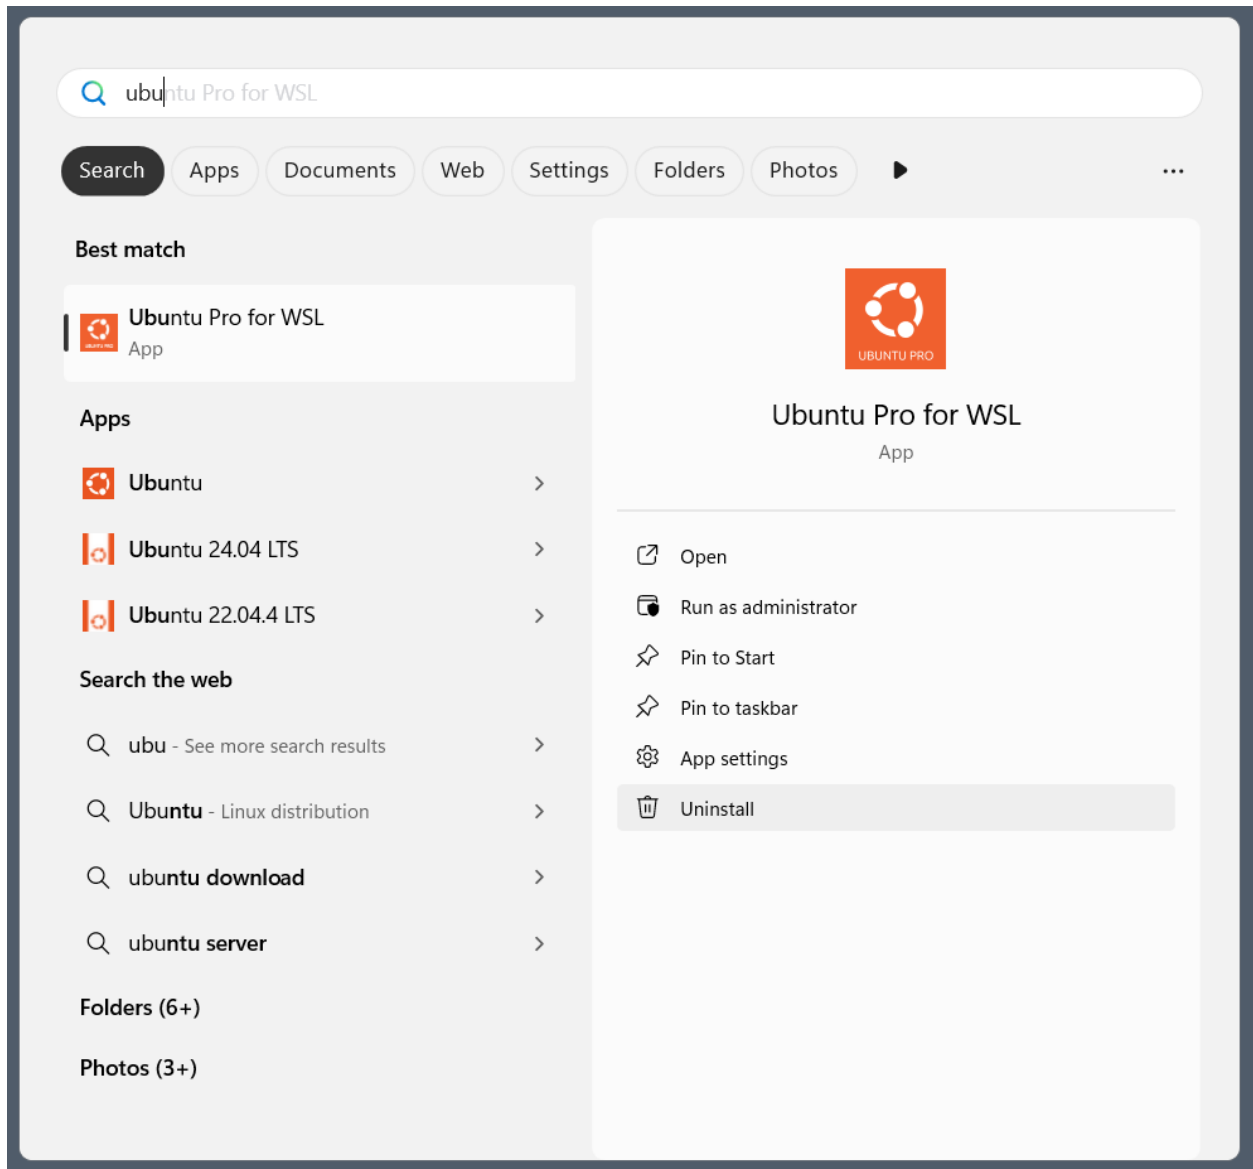 ubuntu Pro for WSL
Search Apps Documents Web Settings Folders Photos ...
Best match
Ubuntu Pro for WSL
App
Apps
Ubuntu
Ubuntu 24.04 LTS
Ubuntu 22.04.4 LTS
Search the web
ubu - See more search results
Ubuntu - Linux distribution
ubuntu download
ubuntu server
Folders (6+)
Photos (3+)
UBUNTU PRO
Ubuntu Pro for WSL
App
Open
Run as administrator
Pin to Start
Pin to taskbar
App settings
Uninstall